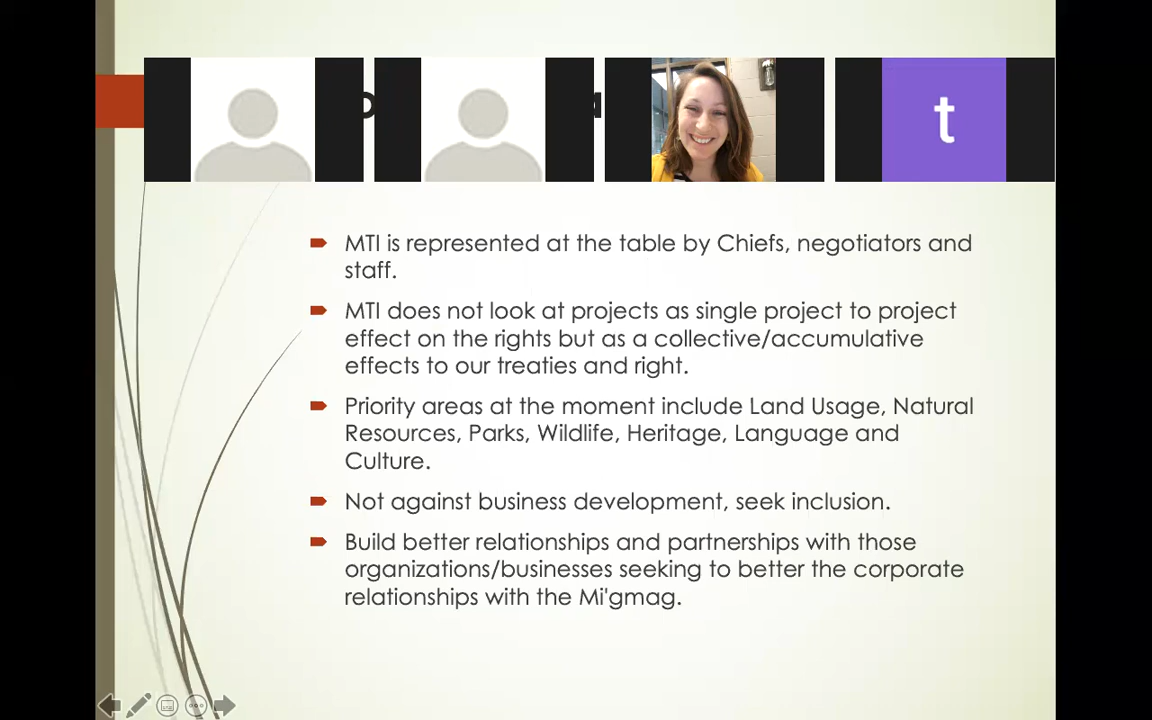 t
MTI is represented at the table by Chiefs, negotiators and
staff.
MTI does not look at projects as single project to project
effect on the rights but as a collective/accumulative
effects to our treaties and right.
Priority areas at the moment include Land Usage, Natural
Resources, Parks, Wildlife, Heritage, Language and
Culture.
Not against business development, seek inclusion.
Build better relationships and partnerships with those
organizations/businesses seeking to better the corporate
relationships with the Mi'gmag.